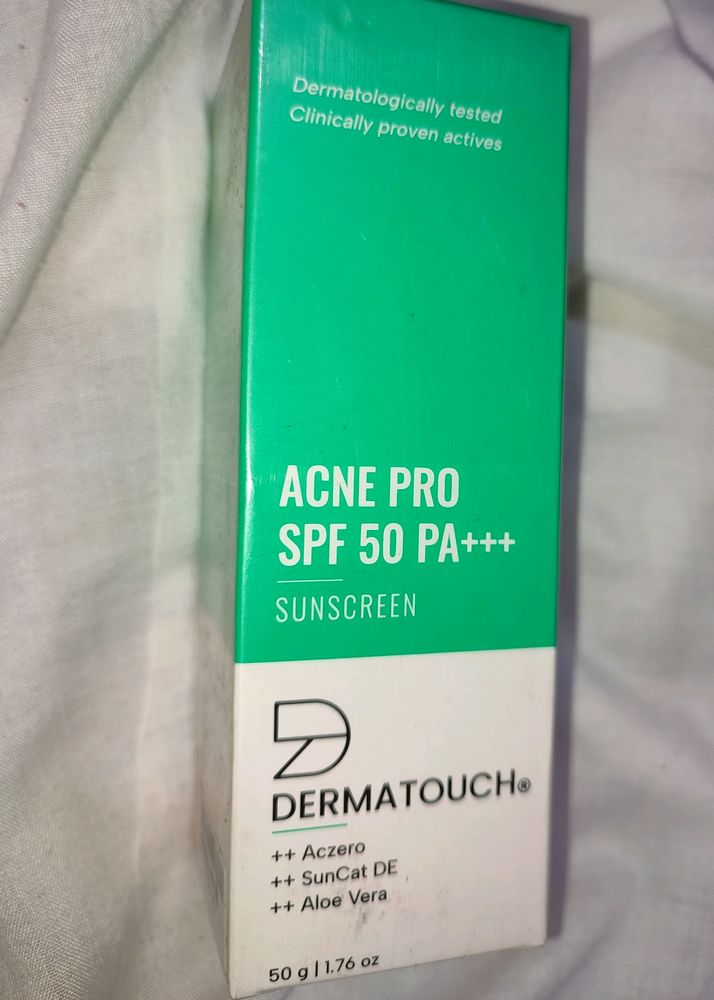 Dermatologically tested
Clinically proven actives
ACNE PRO
SPF 50 PA+++
SUNSCREEN
DERMATOUCH®
++ Aczero
++ SunCat DE
++ Aloe Vera
50 g | 1.76 oz